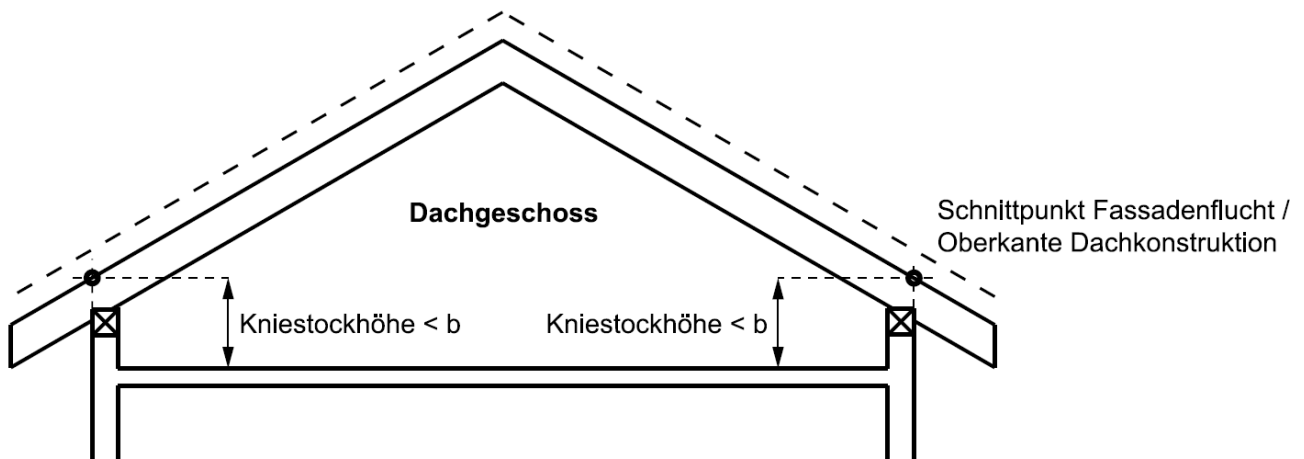 Dachgeschoss
Schnittpunkt Fassadenflucht /
Oberkante Dachkonstruktion
Kniestockhöhe < b
Kniestockhöhe < b